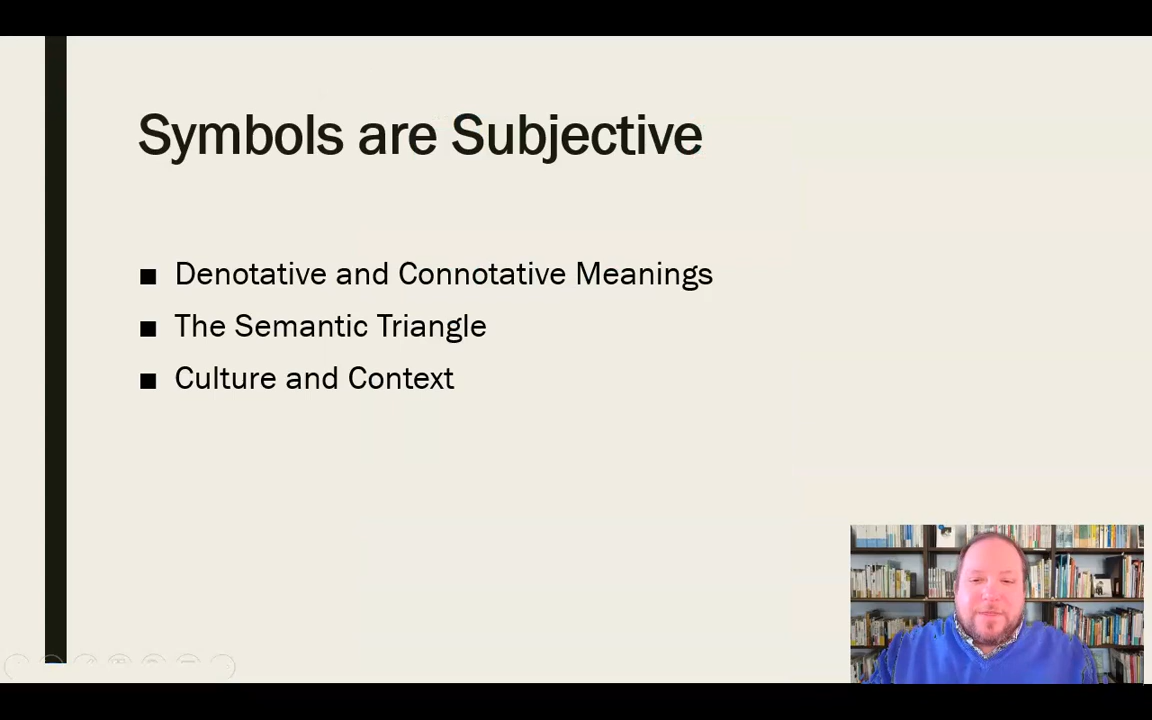 Symbols are Subjective
■ Denotative and Connotative Meanings
■ The Semantic Triangle
■ Culture and Context